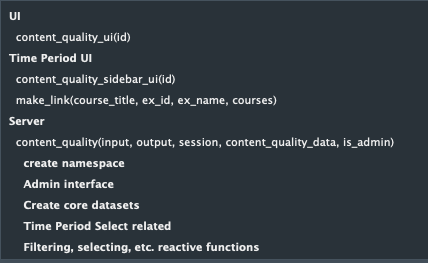 UI
content_quality_ui(id)
Time Period UI
content_quality_sidebar_ui(id)
make_link(course_title, ex_id, ex_name, courses)
Server
content_quality(input, output, session, content_quality_data, is_admin)
create namespace
Admin interface
Create core datasets
Time Period Select related
Filtering, selecting, etc. reactive functions